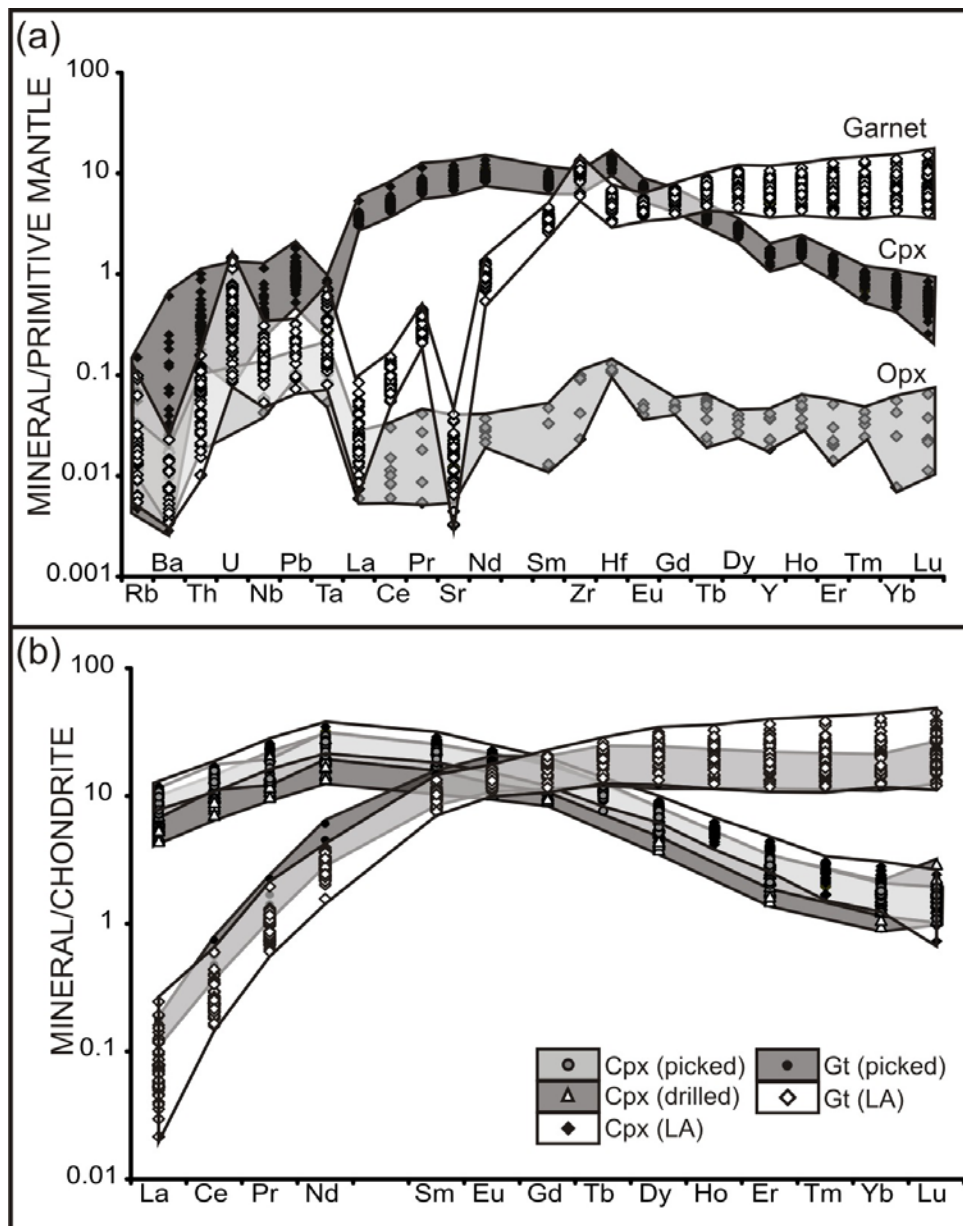 (a)
MINERAL/PRIMITIVE MANTLE
100
10
1
0.1
0.01
0.001
Garnet
Cpx
Opx
Ba U Pb La Pr Nd Sm Hf Gd Dy Ho Tm Lu
Rb Th Nb Ta Ce Sr Zr Eu Tb Y Er Yb
(b)
MINERAL/CHONDRITE
100
10
1
0.1
0.01
Cpx (picked) Gt (picked)
Cpx (drilled) Gt (LA)
Cpx (LA)
La Ce Pr Nd Sm Eu Gd Tb Dy Ho Er Tm Yb Lu